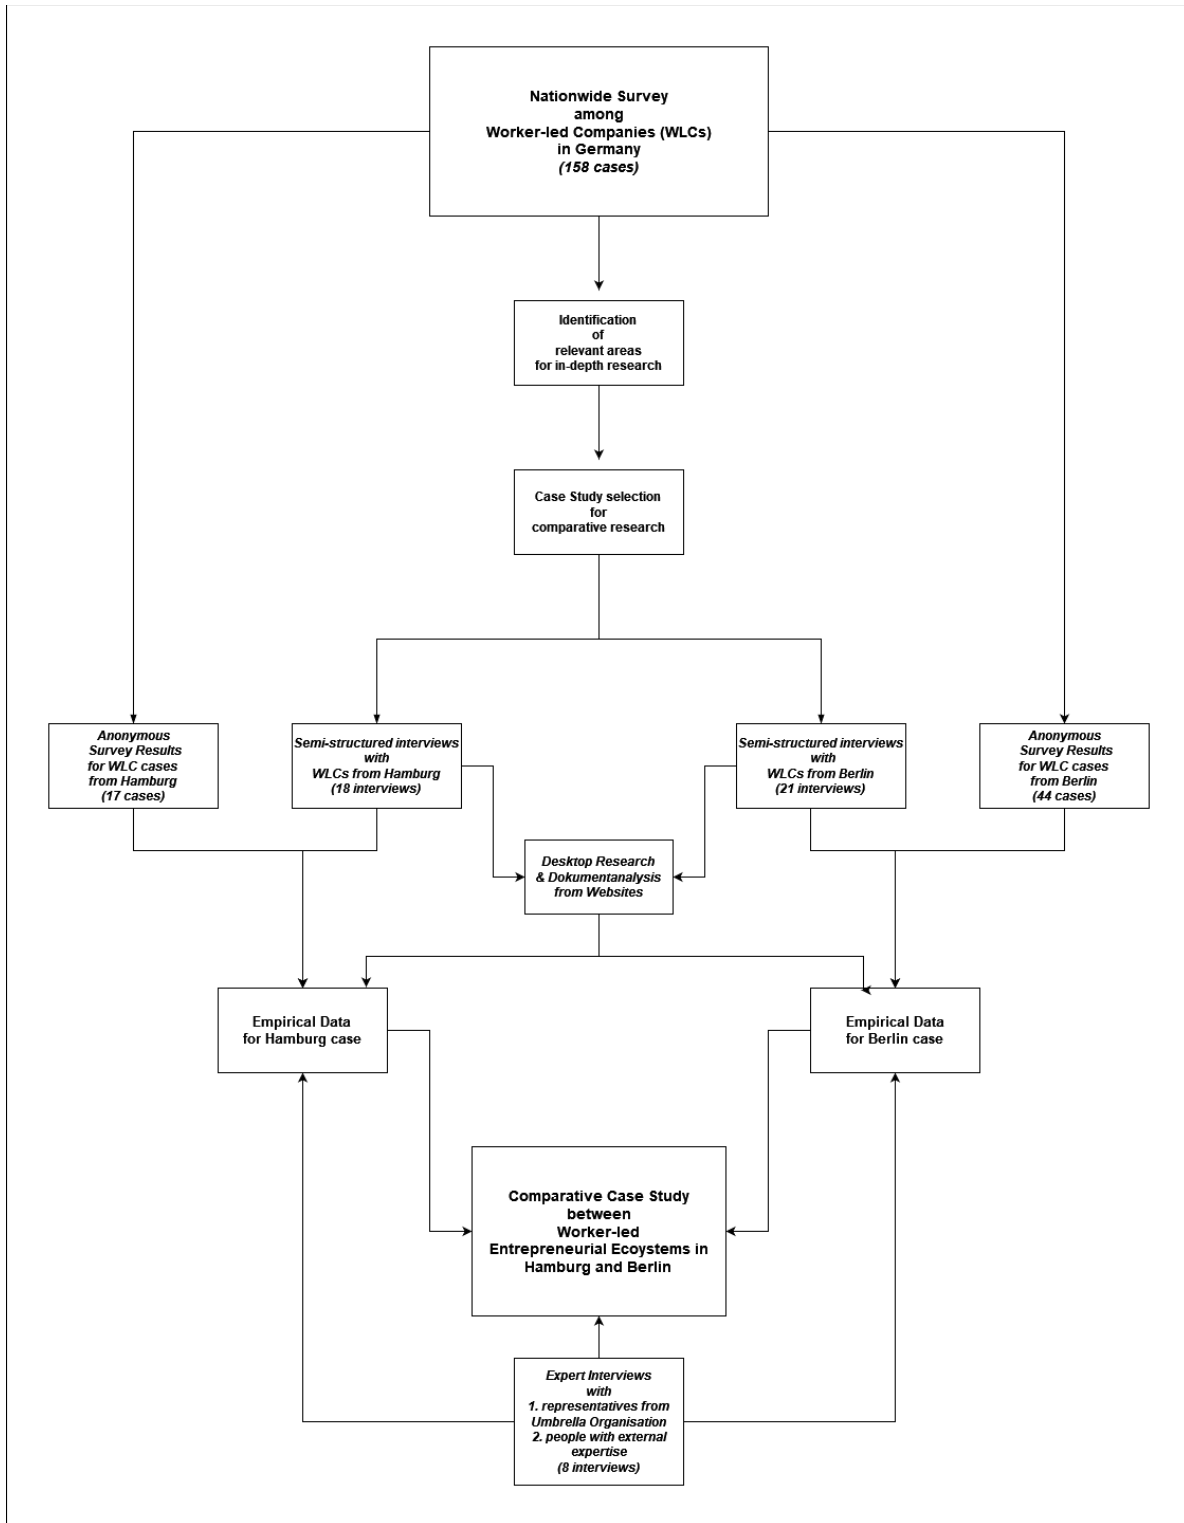 Nationwide Survey
among
Worker-led Companies (WLCs)
in Germany
(158 cases)
Identification
of
relevant areas
for in-depth research
Case Study selection
for
comparative research
Anonymous
Survey Results
for WLC cases
from Hamburg
(17 cases)
Semi-structured interviews
with
WLCs from Hamburg
(18 interviews)
Semi-structured interviews
with
WLCs from Berlin
(21 interviews)
Anonymous
Survey Results
for WLC cases
from Berlin
(44 cases)
Desktop Research
& Dokumentanalysis
from Websites
Empirical Data
for Hamburg case
Empirical Data
for Berlin case
Comparative Case Study
between
Worker-led
Entrepreneurial Ecoystems in
Hamburg and Berlin
Expert Interviews
with
1. representatives from
Umbrella Organisation
2. people with external
expertise
(8 interviews)